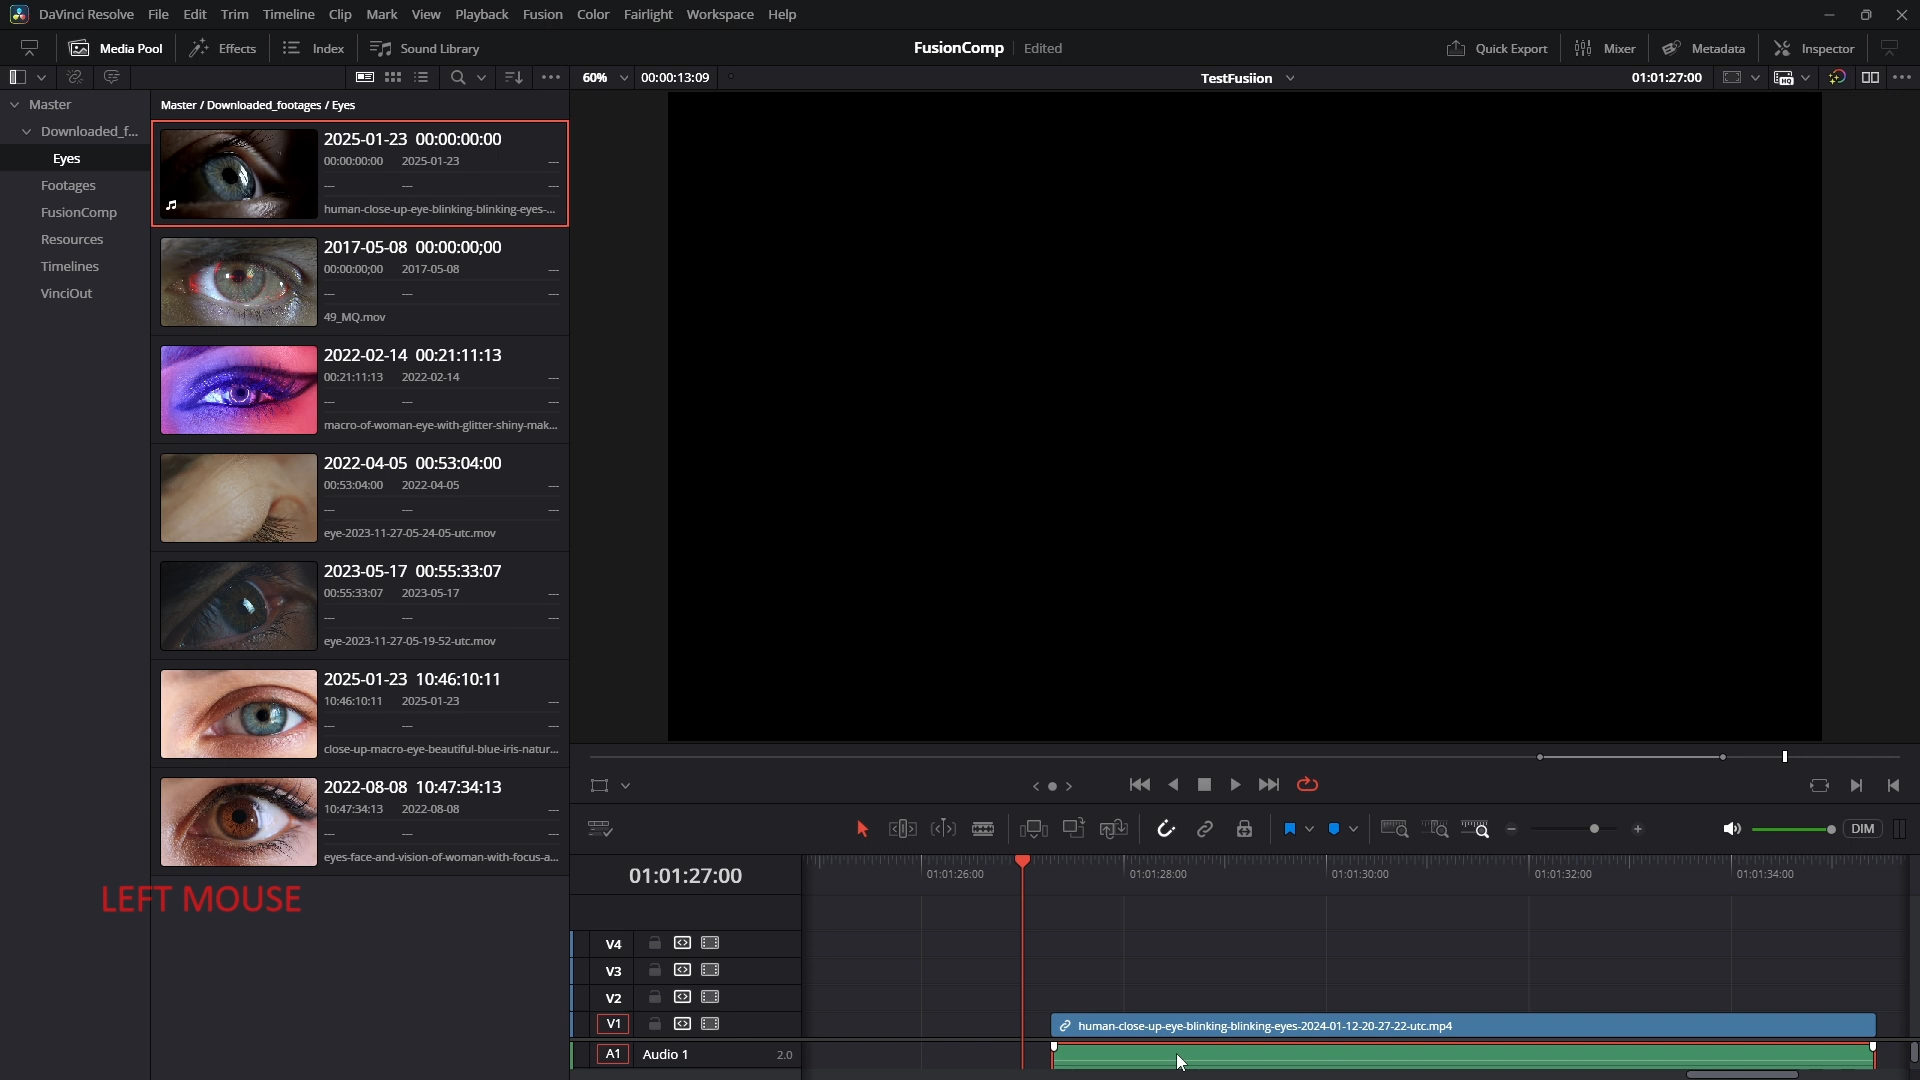 DaVinci Resolve File Edit Trim Timeline Clip Mark View Playback Fusion Color Fairlight Workspace Help
Media Pool Effects Index Sound Library FusionComp Edited Quick Export Mixer Metadata Inspector
60% 00:00:13:09 TestFusiion 01:01:27:00
Master
Downloaded_f...
Eyes
Footages
FusionComp
Resources
Timelines
VinciOut
Master / Downloaded_footages / Eyes
2025-01-23 00:00:00:00
00:00:00:00 2025-01-23 ---
--- --- ---
human-close-up-eye-blinking-blinking-eyes-...
2017-05-08 00:00:00;00
00:00:00;00 2017-05-08 ---
--- --- ---
49_MQ.mov
2022-02-14 00:21:11:13
00:21:11:13 2022-02-14 ---
--- --- ---
macro-of-woman-eye-with-glitter-shiny-mak...
2022-04-05 00:53:04:00
00:53:04:00 2022-04-05 ---
--- --- ---
eye-2023-11-27-05-24-05-utc.mov
2023-05-17 00:55:33:07
00:55:33:07 2023-05-17 ---
--- --- ---
eye-2023-11-27-05-19-52-utc.mov
2025-01-23 10:46:10:11
10:46:10:11 2025-01-23 ---
--- --- ---
close-up-macro-eye-beautiful-blue-iris-natur...
2022-08-08 10:47:34:13
10:47:34:13 2022-08-08 ---
--- --- ---
eyes-face-and-vision-of-woman-with-focus-a...
LEFT MOUSE
DIM
01:01:27:00
01:01:26:00 01:01:28:00 01:01:30:00 01:01:32:00 01:01:34:00
V4
V3
V2
V1
human-close-up-eye-blinking-blinking-eyes-2024-01-12-20-27-22-utc.mp4
A1 Audio 1 2.0